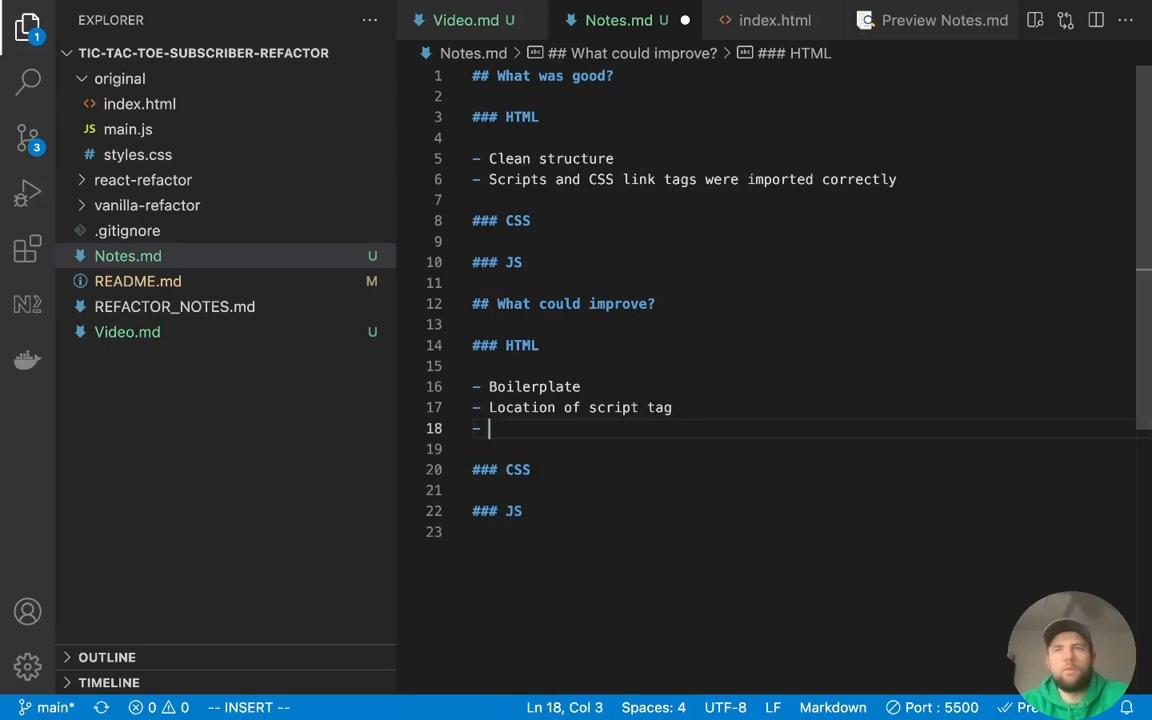 EXPLORER
Video.md U
Notes.md U
index.html
Preview Notes.md
TIC-TAC-TOE-SUBSCRIBER-REFACTOR
original
index.html
main.js
styles.css
react-refactor
vanilla-refactor
.gitignore
Notes.md U
README.md M
REFACTOR_NOTES.md
Video.md U
OUTLINE
TIMELINE
Notes.md > ## What could improve? > ### HTML
1 ## What was good?
2
3 ### HTML
4
5 - Clean structure
6 - Scripts and CSS link tags were imported correctly
7
8 ### CSS
9
10 ### JS
11
12 ## What could improve?
13
14 ### HTML
15
16 - Boilerplate
17 - Location of script tag
18 -
19
20 ### CSS
21
22 ### JS
23
1
3
main* 0 0 -- INSERT -- Ln 18, Col 3 Spaces: 4 UTF-8 LF Markdown Port : 5500